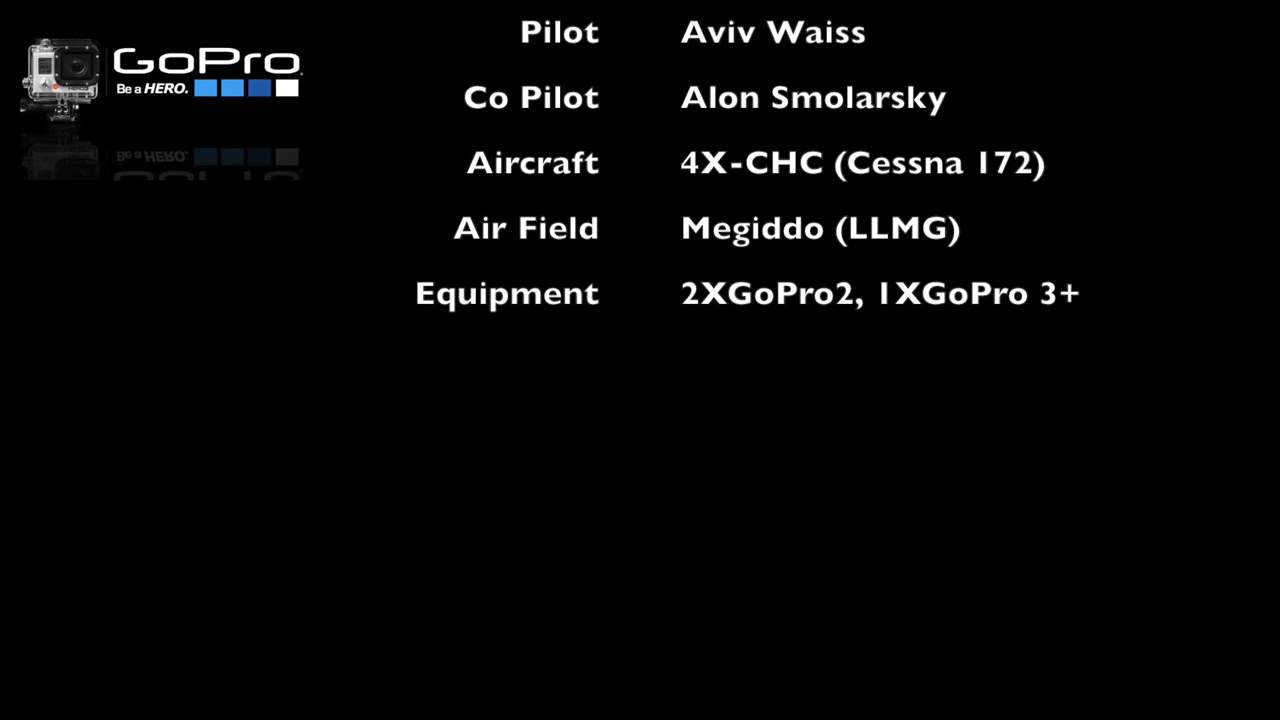 GoPro
Be a HERO.
Pilot Aviv Waiss
Co Pilot Alon Smolarsky
Aircraft 4X-CHC (Cessna 172)
Air Field Megiddo (LLMG)
Equipment 2XGoPro2, 1XGoPro 3+